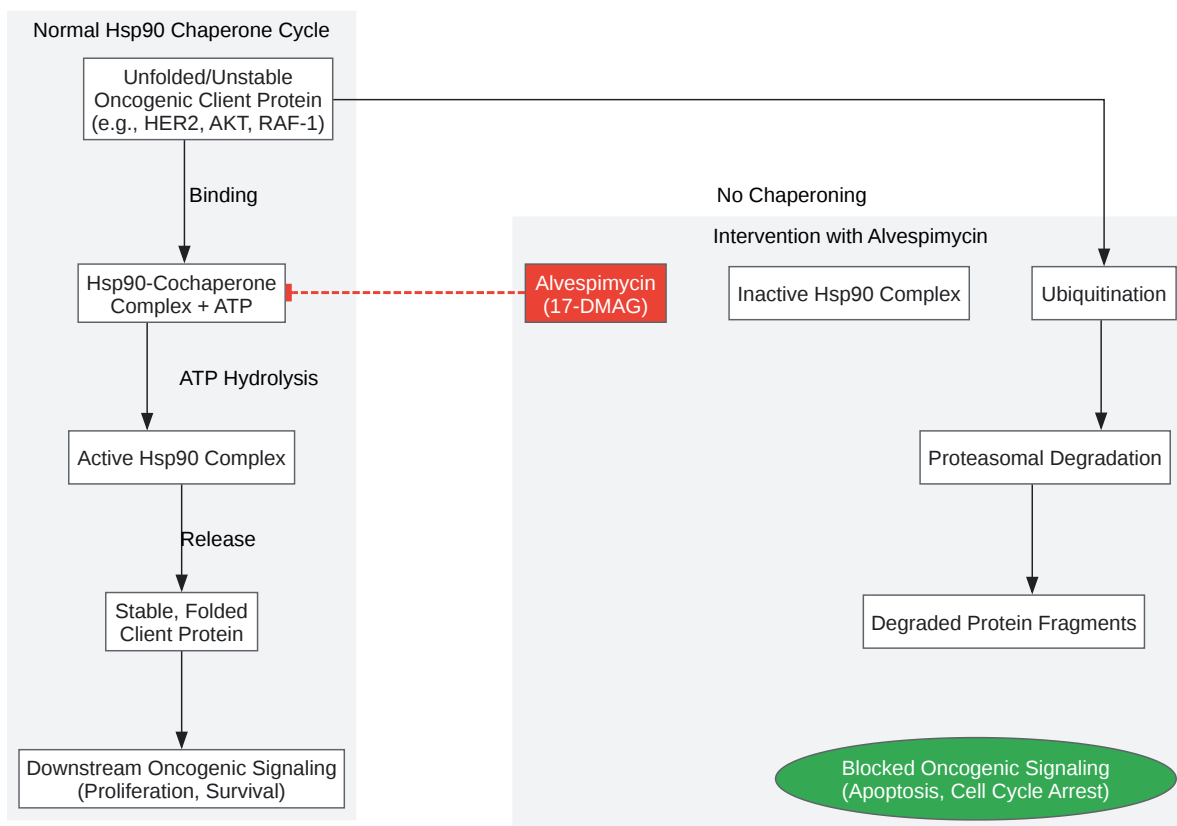 Normal Hsp90 Chaperone Cycle
Unfolded/Unstable
Oncogenic Client Protein
(e.g., HER2, AKT, RAF-1)
Binding
Hsp90-Cochaperone
Complex + ATP
ATP Hydrolysis
Active Hsp90 Complex
Release
Stable, Folded
Client Protein
Downstream Oncogenic Signaling
(Proliferation, Survival)
No Chaperoning
Intervention with Alvespimycin
Alvespimycin
(17-DMAG)
Inactive Hsp90 Complex
Ubiquitination
Proteasomal Degradation
Degraded Protein Fragments
Blocked Oncogenic Signaling
(Apoptosis, Cell Cycle Arrest)